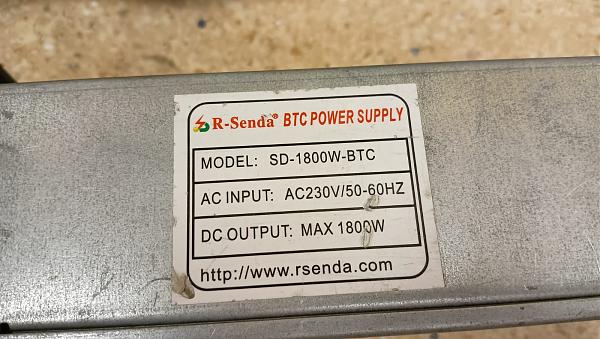 R-Senda® BTC POWER SUPPLY
MODEL: SD-1800W-BTC
AC INPUT: AC230V/50-60HZ
DC OUTPUT: MAX 1800W
http://www.rsenda.com